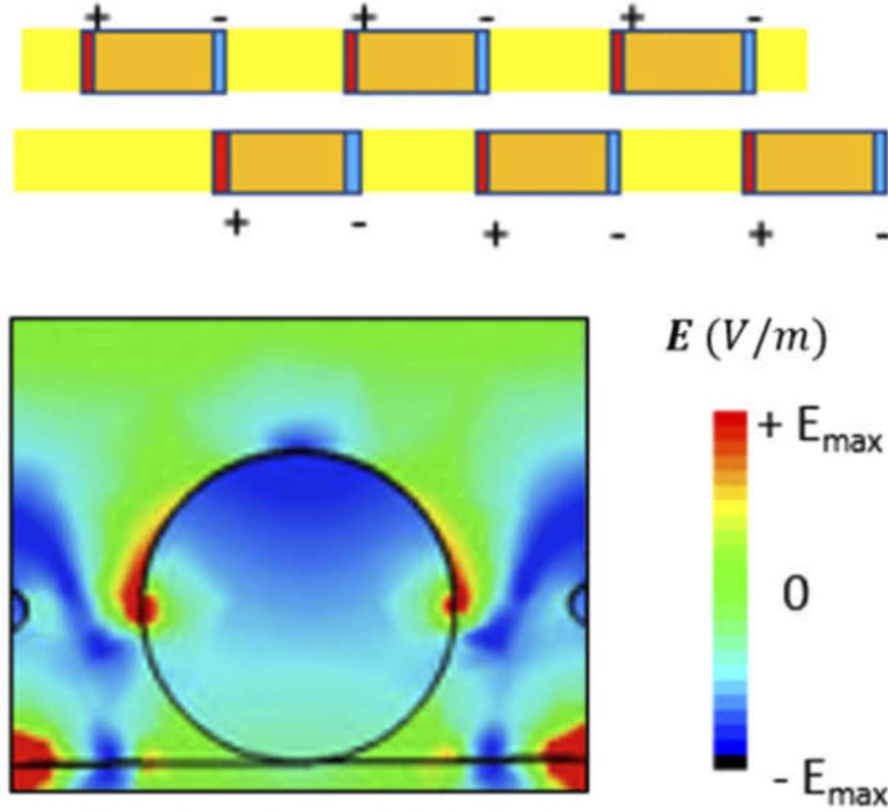 + - + - + -
+ - + - + -
E (V/m)
+ Emax
0
- Emax